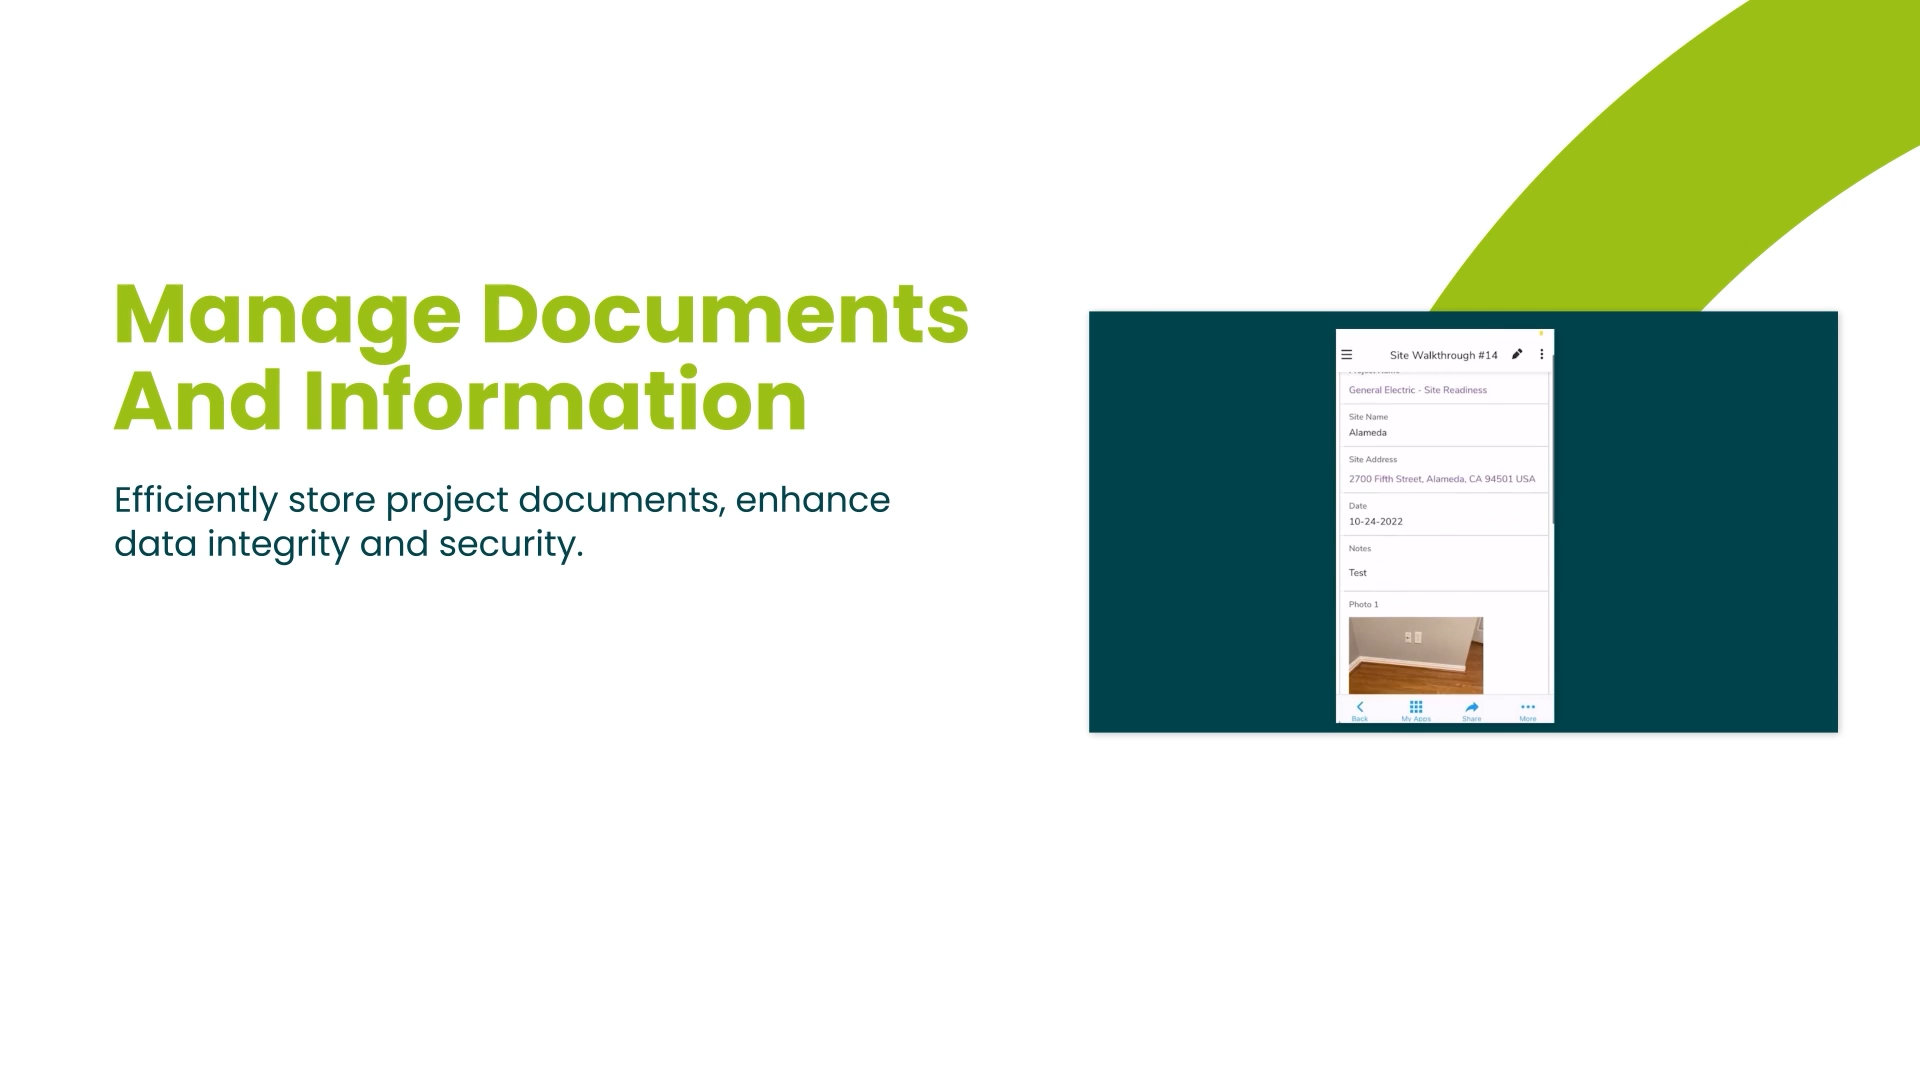 Manage Documents
And Information
Efficiently store project documents, enhance
data integrity and security.
Site Walkthrough #14
General Electric - Site Readiness
Site Name
Alameda
Site Address
2700 Fifth Street, Alameda, CA 94501 USA
Date
10-24-2022
Notes
Test
Photo 1
Back
My Apps
Share
More